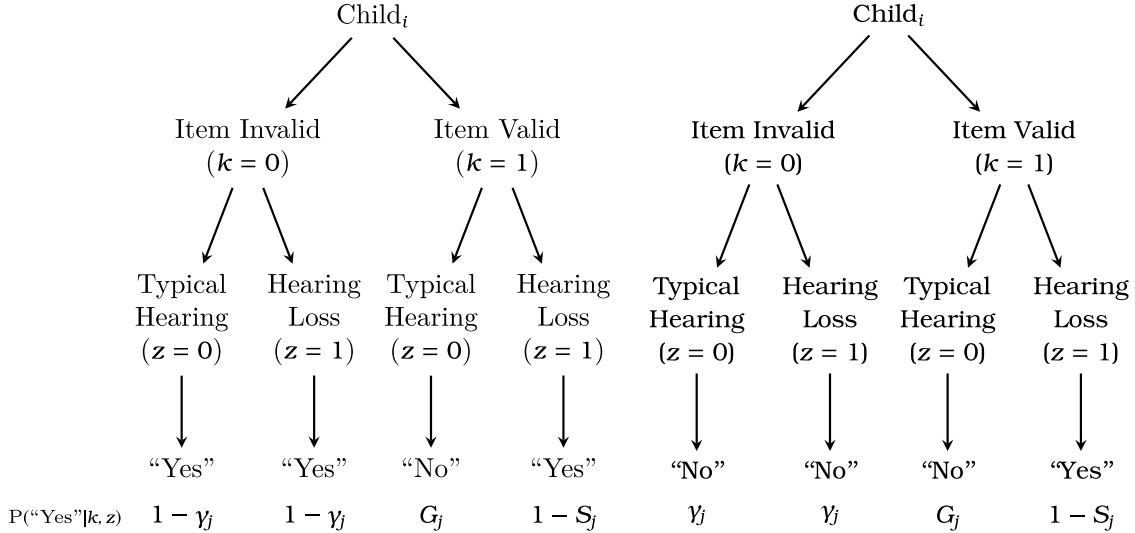 Child_i Child_i
Item Invalid Item Valid Item Invalid Item Valid
(k = 0) (k = 1) (k = 0) (k = 1)
Typical Hearing Typical Hearing Typical Hearing Typical Hearing
Hearing Loss Hearing Loss Hearing Loss Hearing Loss
(z = 0) (z = 1) (z = 0) (z = 1) (z = 0) (z = 1) (z = 0) (z = 1)
“Yes” “Yes” “No” “Yes” “No” “No” “No” “Yes”
P(“Yes”|k, z) 1 − γ_j 1 − γ_j G_j 1 − S_j γ_j γ_j G_j 1 − S_j